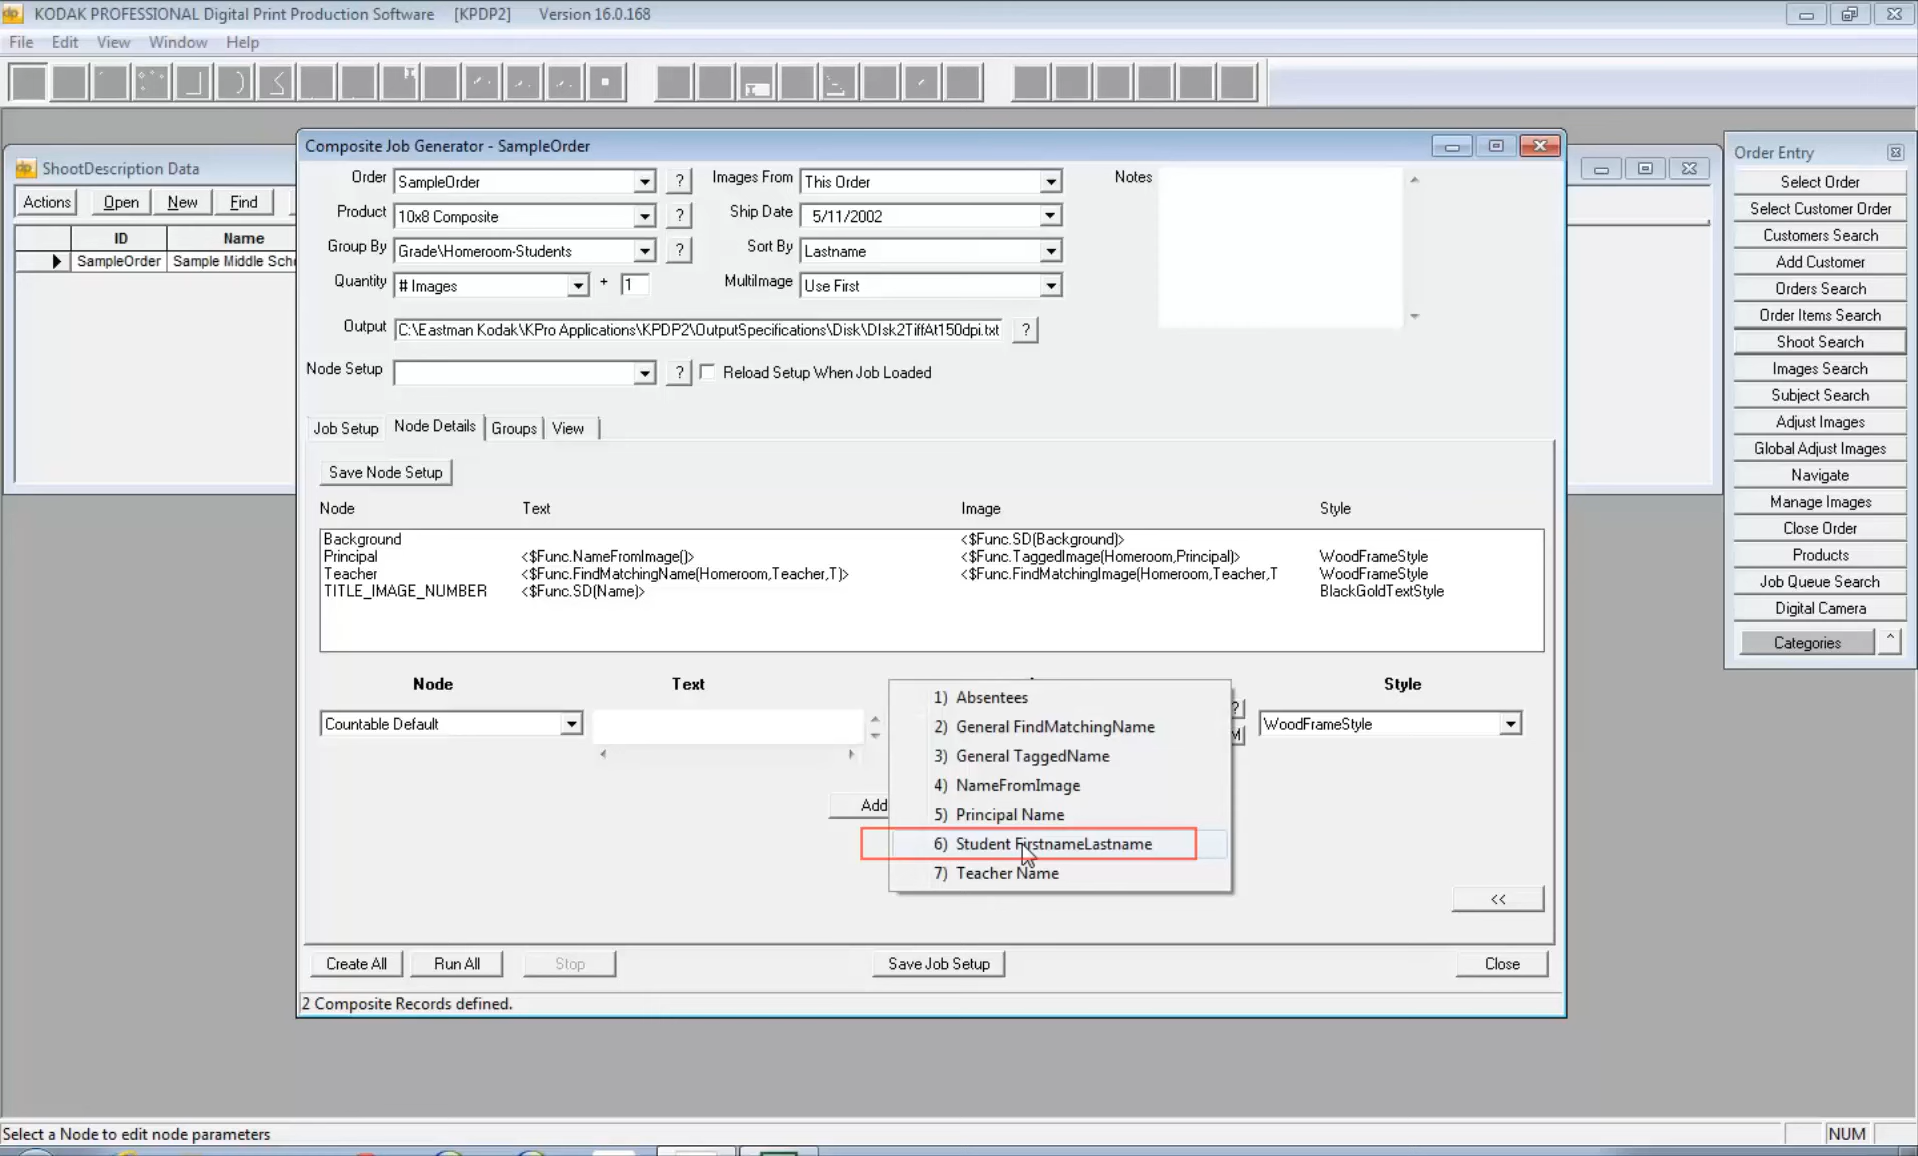 KODAK PROFESSIONAL Digital Print Production Software [KPDP2] Version 16.0.168
File Edit View Window Help
ShootDescription Data
Actions Open New Find
ID Name
SampleOrder Sample Middle Sch
Composite Job Generator - SampleOrder
Order SampleOrder ? Images From This Order Notes
Product 10x8 Composite ? Ship Date 5/11/2002
Group By Grade\Homeroom-Students ? Sort By Lastname
Quantity # Images + 1 MultiImage Use First
Output C:\Eastman Kodak\KPro Applications\KPDP2\OutputSpecifications\Disk\DIsk2TiffAt150dpi.txt ?
Node Setup ? Reload Setup When Job Loaded
Job Setup Node Details Groups View
Save Node Setup
Node Text Image Style
Background <$Func.SD(Background)>
Principal <$Func.NameFromImage()> <$Func.TaggedImage(Homeroom,Principal)> WoodFrameStyle
Teacher <$Func.FindMatchingName(Homeroom,Teacher,T)> <$Func.FindMatchingImage(Homeroom,Teacher,T WoodFrameStyle
TITLE_IMAGE_NUMBER <$Func.SD(Name)> BlackGoldTextStyle
Node Text Style
Countable Default ? M WoodFrameStyle
Add
1) Absentees
2) General FindMatchingName
3) General TaggedName
4) NameFromImage
5) Principal Name
6) Student FirstnameLastname
7) Teacher Name
<<
Create All Run All Stop Save Job Setup Close
2 Composite Records defined.
Order Entry
Select Order
Select Customer Order
Customers Search
Add Customer
Orders Search
Order Items Search
Shoot Search
Images Search
Subject Search
Adjust Images
Global Adjust Images
Navigate
Manage Images
Close Order
Products
Job Queue Search
Digital Camera
Categories ^
Select a Node to edit node parameters NUM